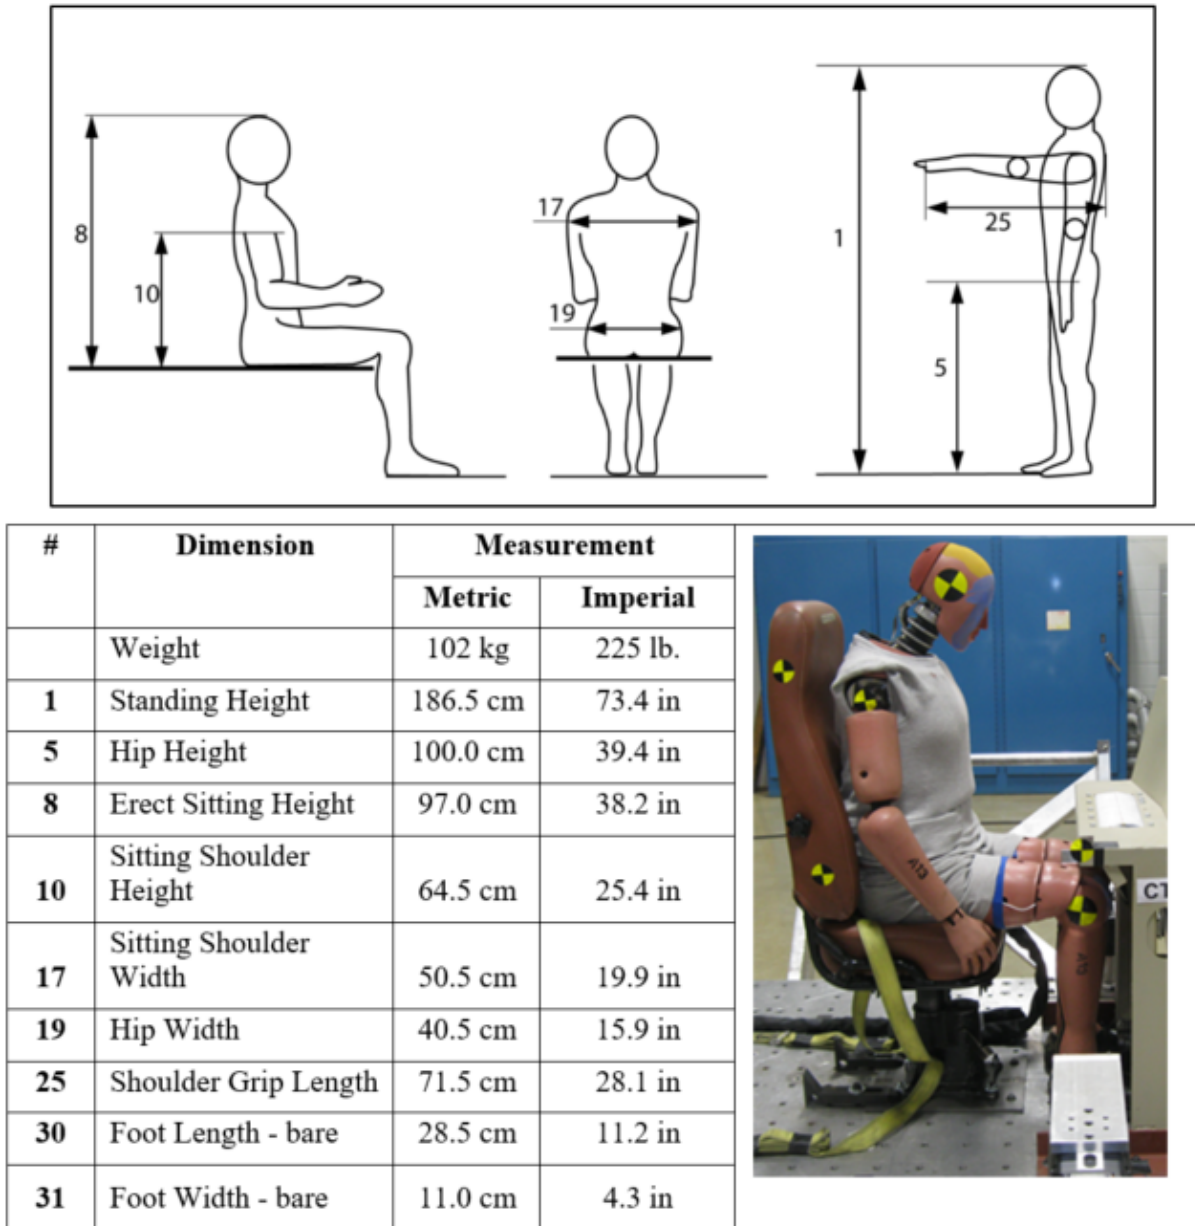 8
10
17
19
1
25
5
# Dimension Measurement
Metric Imperial
Weight 102 kg 225 lb.
1 Standing Height 186.5 cm 73.4 in
5 Hip Height 100.0 cm 39.4 in
8 Erect Sitting Height 97.0 cm 38.2 in
Sitting Shoulder
10 Height 64.5 cm 25.4 in
Sitting Shoulder
17 Width 50.5 cm 19.9 in
19 Hip Width 40.5 cm 15.9 in
25 Shoulder Grip Length 71.5 cm 28.1 in
30 Foot Length - bare 28.5 cm 11.2 in
31 Foot Width - bare 11.0 cm 4.3 in
A13
CT